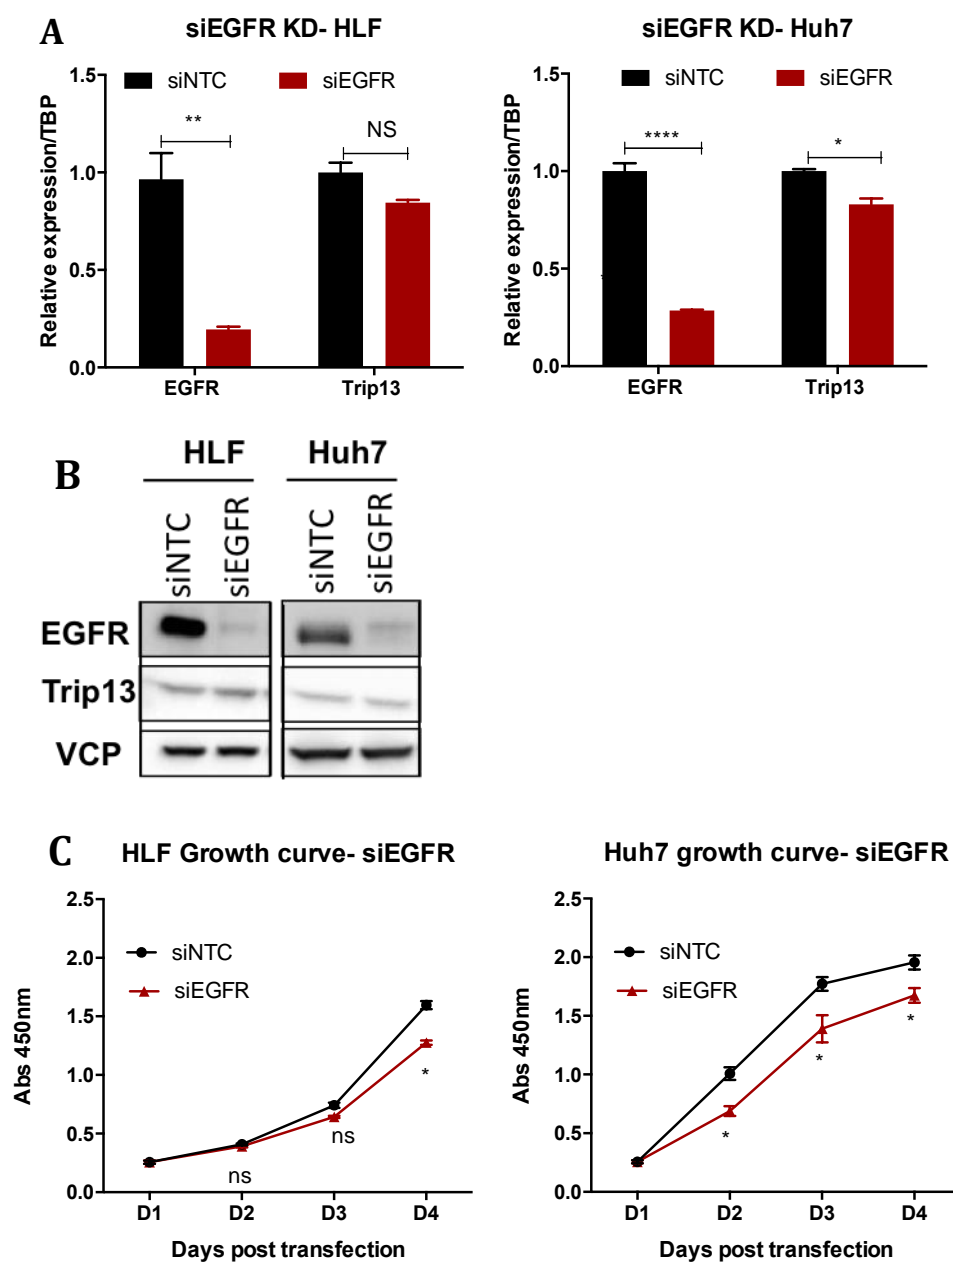 A
siEGFR KD- HLF
siNTC
siEGFR
Relative expression/TBP
1.5
1.0
0.5
0.0
**
NS
EGFR
Trip13
siEGFR KD- Huh7
siNTC
siEGFR
Relative expression/TBP
1.5
1.0
0.5
0.0
****
*
EGFR
Trip13
B
HLF
Huh7
siNTC
siEGFR
siNTC
siEGFR
EGFR
Trip13
VCP
C
HLF Growth curve- siEGFR
siNTC
siEGFR
Abs 450nm
2.5
2.0
1.5
1.0
0.5
0.0
ns
ns
*
D1
D2
D3
D4
Days post transfection
Huh7 growth curve- siEGFR
siNTC
siEGFR
Abs 450nm
2.5
2.0
1.5
1.0
0.5
0.0
*
*
*
D1
D2
D3
D4
Days post transfection